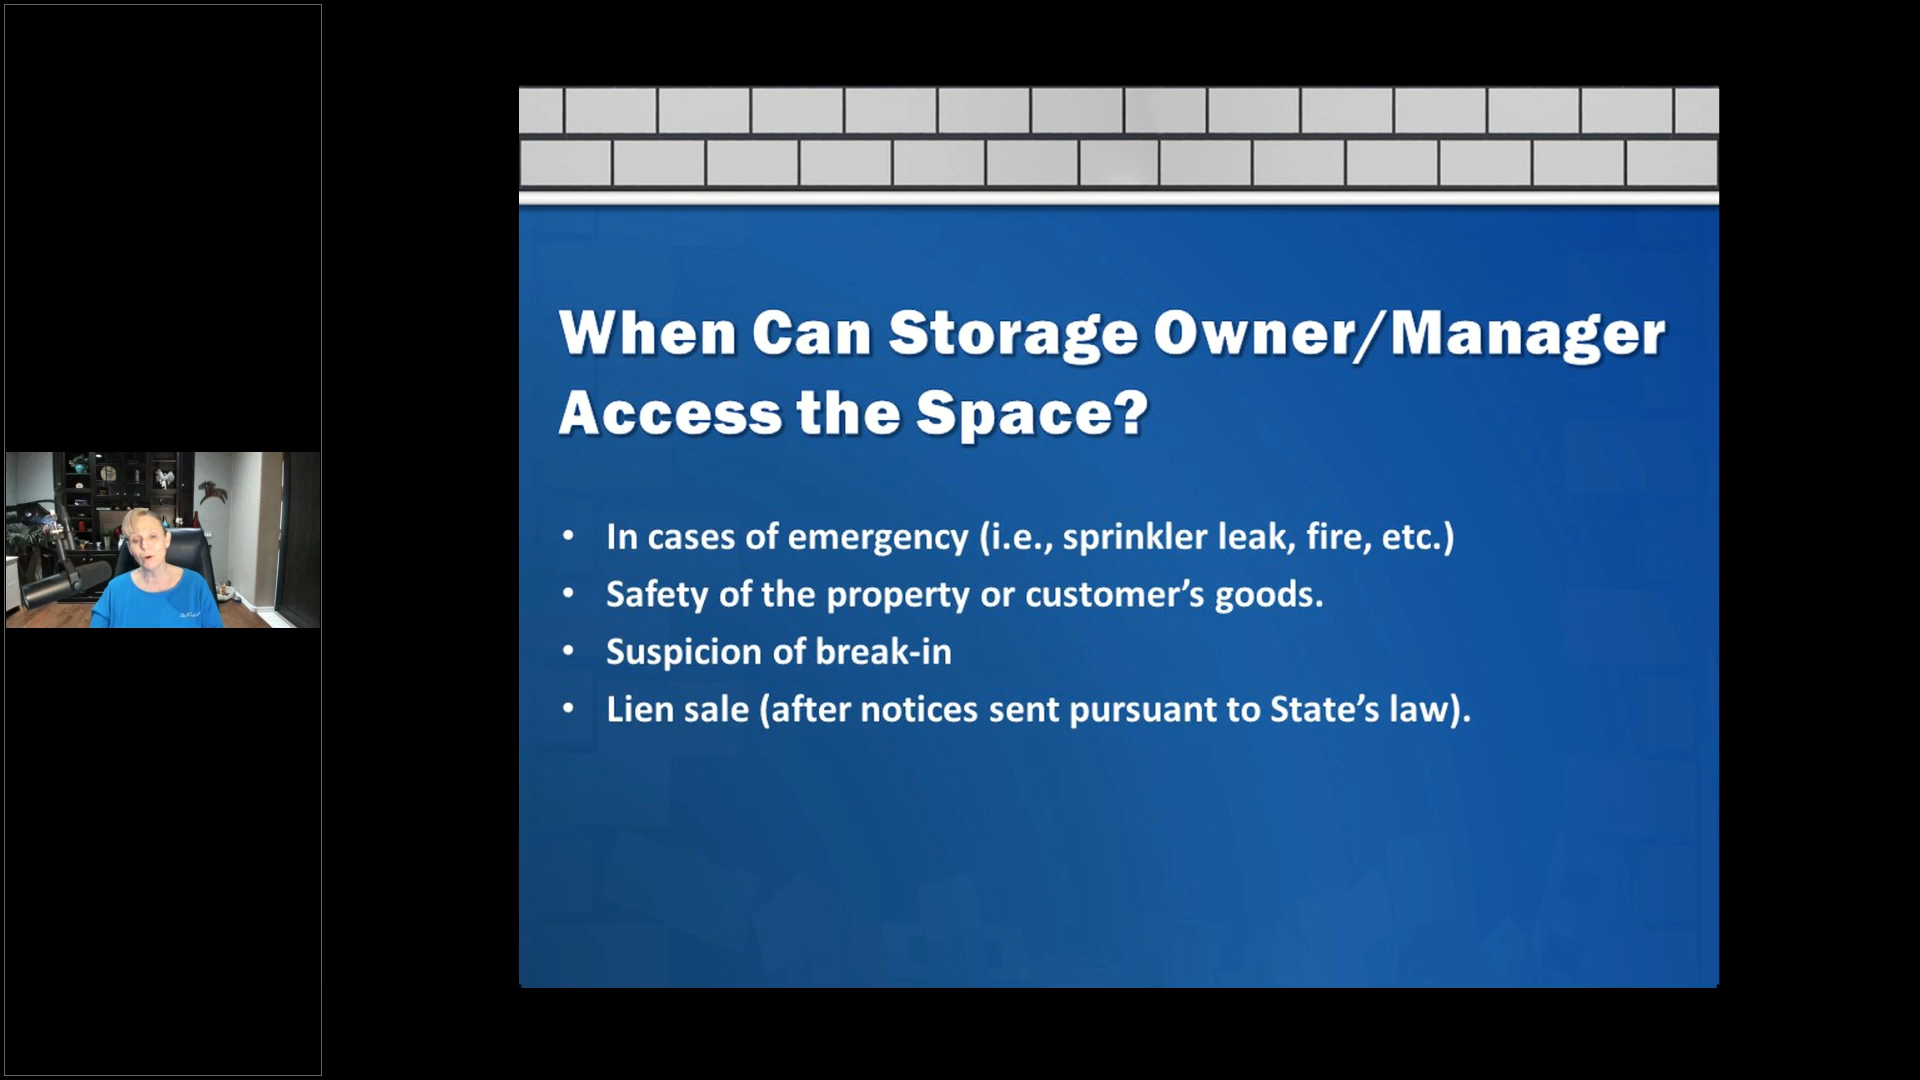 When Can Storage Owner/Manager
Access the Space?
• In cases of emergency (i.e., sprinkler leak, fire, etc.)
• Safety of the property or customer’s goods.
• Suspicion of break-in
• Lien sale (after notices sent pursuant to State’s law).